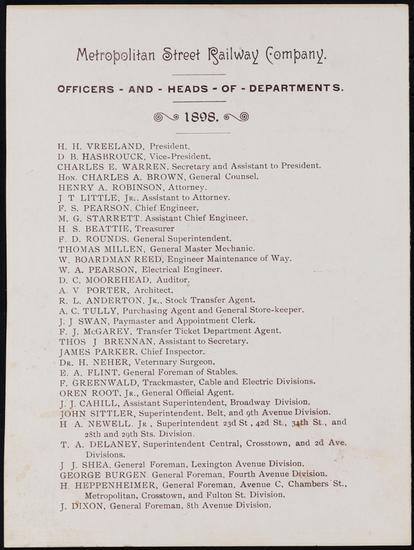 Metropolitan Street Railway Company.
OFFICERS - AND - HEADS - OF - DEPARTMENTS.
1898.
H. H. VREELAND, President.
D B. HASBROUCK, Vice-President.
CHARLES E. WARREN, Secretary and Assistant to President.
HON. CHARLES A. BROWN, General Counsel.
HENRY A. ROBINSON, Attorney.
J T LITTLE, JR., Assistant to Attorney.
F. S. PEARSON, Chief Engineer,
M. G. STARRETT, Assistant Chief Engineer.
H. S. BEATTIE, Treasurer
F. D. ROUNDS, General Superintendent.
THOMAS MILLEN, General Master Mechanic.
W. BOARDMAN REED, Engineer Maintenance of Way.
W. A. PEARSON, Electrical Engineer.
D. C. MOOREHEAD, Auditor.
A. V PORTER, Architect.
R. L. ANDERTON, JR., Stock Transfer Agent.
A. C. TULLY, Purchasing Agent and General Store-keeper.
J. J SWAN, Paymaster and Appointment Clerk.
F. J. McGAREY, Transfer Ticket Department Agent.
THOS J BRENNAN, Assistant to Secretary.
JAMES PARKER, Chief Inspector.
DR. H. NEHER, Veterinary Surgeon.
E. A. FLINT, General Foreman of Stables.
F. GREENWALD, Trackmaster, Cable and Electric Divisions.
OREN ROOT, JR., General Official Agent.
J. J. CAHILL, Assistant Superintendent, Broadway Division.
JOHN SITTLER, Superintendent, Belt, and 9th Avenue Division.
H A. NEWELL JR, Superintendent 23d St, 42d St., 34th St., and
28th and 29th Sts. Division.
T. A. DELANEY, Superintendent Central, Crosstown, and 2d Ave.
Divisions.
J J. SHEA, General Foreman, Lexington Avenue Division.
GEORGE BURGEN, General Foreman, Fourth Avenue Division.
H. HEPPENHEIMER, General Foreman, Avenue C, Chambers St.,
Metropolitan, Crosstown, and Fulton St. Division.
J. DIXON, General Foreman, 8th Avenue Division.